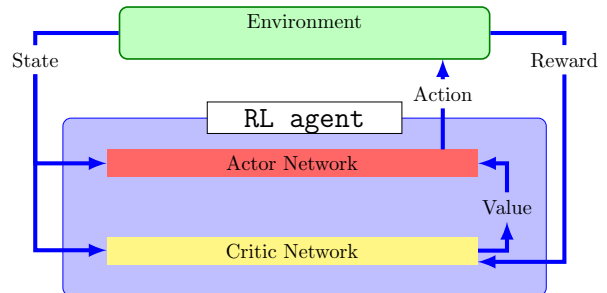 Environment
State
Reward
Action
RL agent
Actor Network
Value
Critic Network